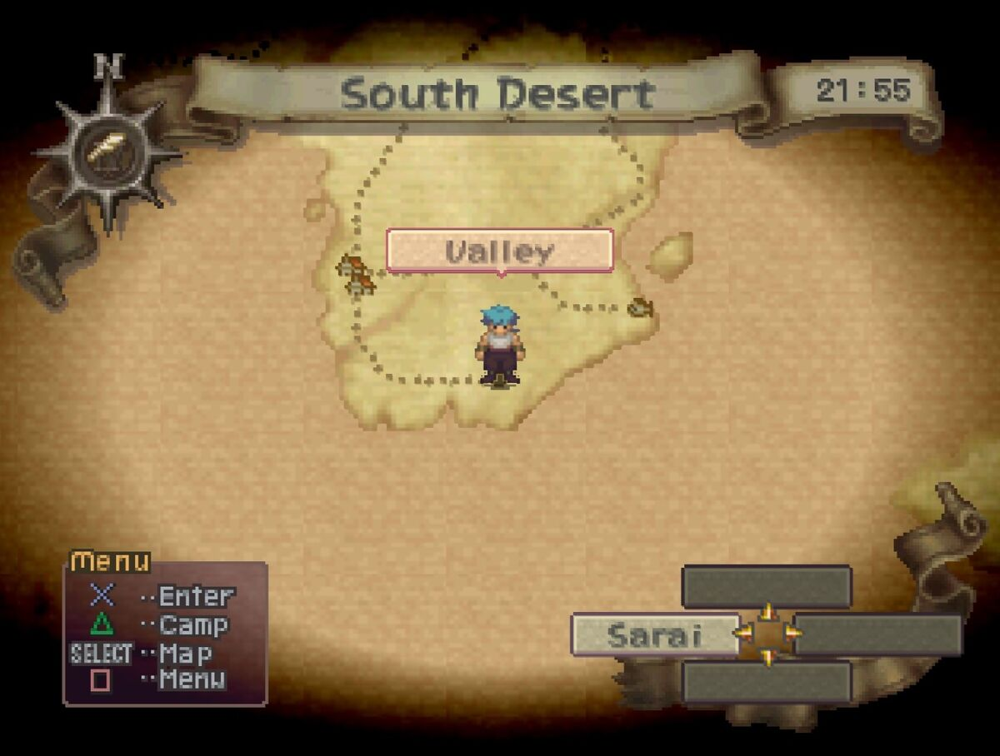 N
South Desert
21:55
Valley
Menu
X ··Enter
△ ··Camp
SELECT ··Map
□ ··Menu
Sarai